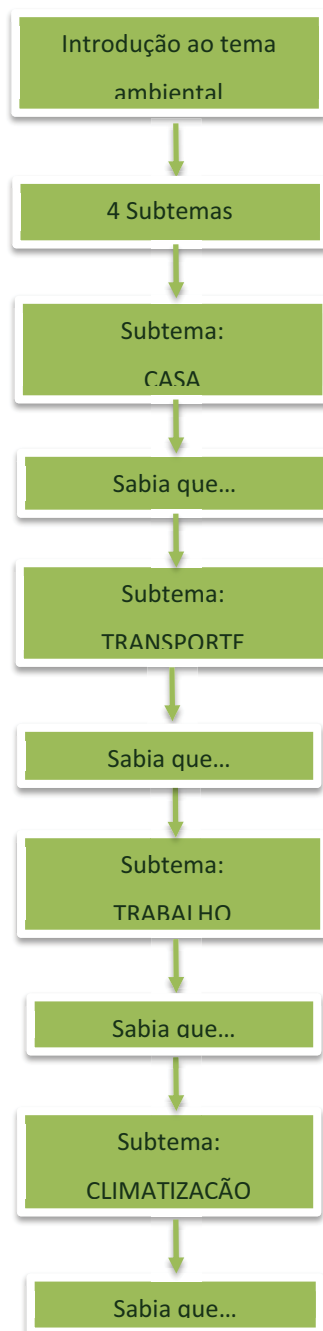 Introdução ao tema
ambiental
4 Subtemas
Subtema:
CASA
Sabia que…
Subtema:
TRANSPORTE
Sabia que…
Subtema:
TRABALHO
Sabia que…
Subtema:
CLIMATIZAÇÃO
Sabia que…